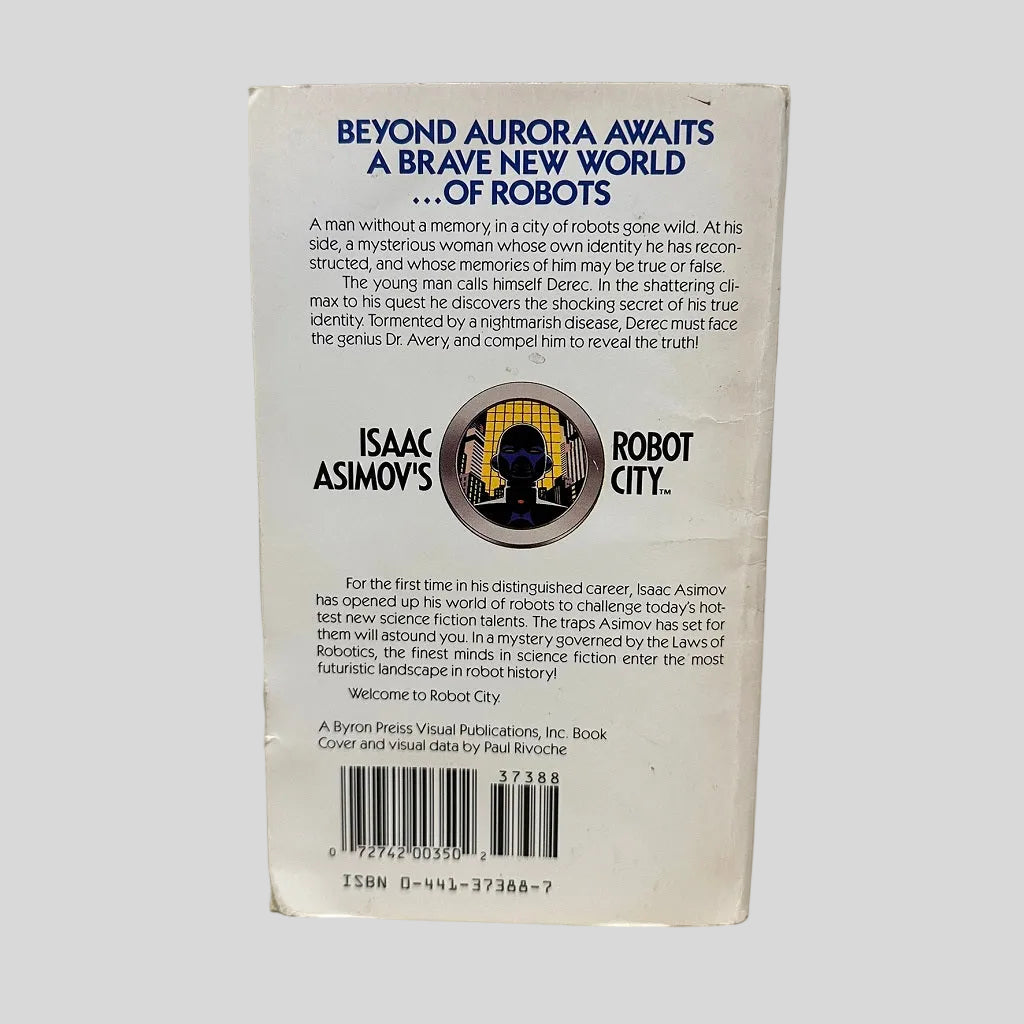 BEYOND AURORA AWAITS
A BRAVE NEW WORLD
...OF ROBOTS
A man without a memory, in a city of robots gone wild. At his
side, a mysterious woman whose own identity he has recon-
structed, and whose memories of him may be true or false.
The young man calls himself Derec. In the shattering cli-
max to his quest he discovers the shocking secret of his true
identity. Tormented by a nightmarish disease, Derec must face
the genius Dr. Avery, and compel him to reveal the truth!
ISAAC
ASIMOV'S
ROBOT
CITY™
For the first time in his distinguished career, Isaac Asimov
has opened up his world of robots to challenge today's hot-
test new science fiction talents. The traps Asimov has set for
them will astound you. In a mystery governed by the Laws of
Robotics, the finest minds in science fiction enter the most
futuristic landscape in robot history!
Welcome to Robot City.
A Byron Preiss Visual Publications, Inc. Book
Cover and visual data by Paul Rivoche
37388
0 72742 00350 2
ISBN 0-441-37388-7